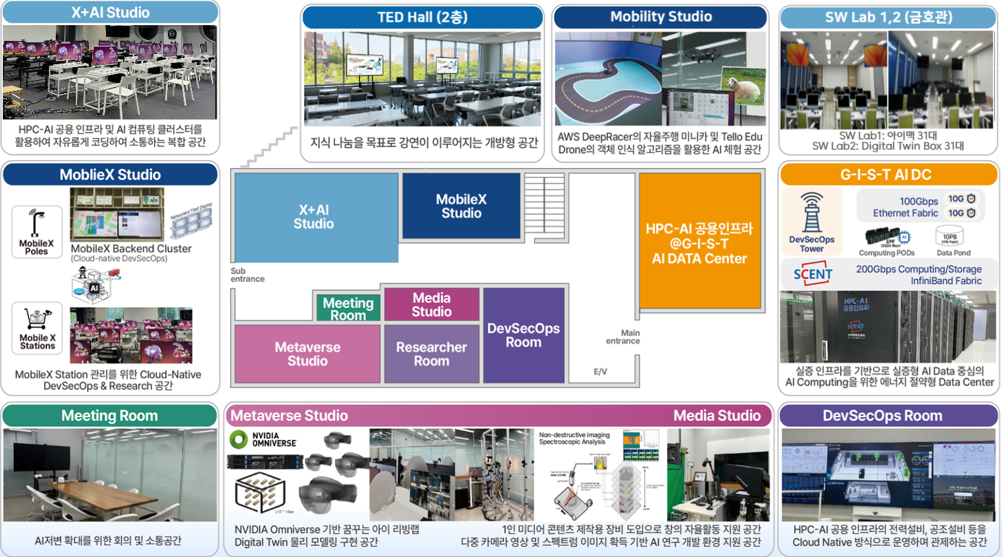 X+AI Studio
HPC-AI 공용 인프라 및 AI 컴퓨팅 클러스터를
활용하여 자유롭게 코딩하여 소통하는 복합 공간
TED Hall (2층)
지식 나눔을 목표로 강연이 이루어지는 개방형 공간
Mobility Studio
AWS DeepRacer의 자율주행 미니카 및 Tello Edu
Drone의 객체 인식 알고리즘을 활용한 AI 체험 공간
SW Lab 1,2 (금호관)
SW Lab1: 아이맥 31대
SW Lab2: Digital Twin Box 31대
MoblieX Studio
MobileX
Poles
Networked Tiled Display
MobileX Backend Cluster
(Cloud-native DevSecOps)
AI
Mobile X
Stations
MobileX Station 관리를 위한 Cloud-Native
DevSecOps & Research 공간
X+AI
Studio
MobileX
Studio
HPC-AI 공용인프라
@G-I-S-T
AI DATA Center
Sub
entrance
Meeting
Room
Media
Studio
DevSecOps
Room
Metaverse
Studio
Researcher
Room
Main
entrance
E/V
G-I-S-T AI DC
DevSecOps
Tower
100Gbps
Ethernet Fabric
10G
10G
Computing PODs
10PB
Data Pond
SCENT
200Gbps Computing/Storage
InfiniBand Fabric
HPC-AI
공용인프라
SCENT
실증 인프라를 기반으로 실증형 AI Data 중심의
AI Computing을 위한 에너지 절약형 Data Center
Meeting Room
AI저변 확대를 위한 회의 및 소통공간
Metaverse Studio
Media Studio
NVIDIA
OMNIVERSE
Non-destructive imaging
Spectroscopic Analysis
NVIDIA Omniverse 기반 꿈꾸는 아이 리빙랩
Digital Twin 물리 모델링 구현 공간
1인 미디어 콘텐츠 제작용 장비 도입으로 창의 자율활동 지원 공간
다중 카메라 영상 및 스펙트럼 이미지 획득 기반 AI 연구 개발 환경 지원 공간
DevSecOps Room
HPC-AI 공용 인프라의 전력설비, 공조설비 등을
Cloud Native 방식으로 운영하며 관제하는 공간